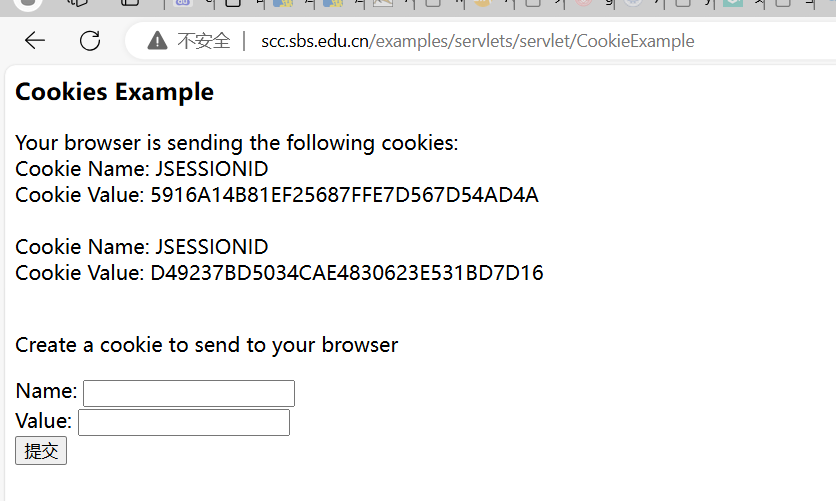 不安全 | scc.sbs.edu.cn/examples/servlets/servlet/CookieExample
Cookies Example
Your browser is sending the following cookies:
Cookie Name: JSESSIONID
Cookie Value: 5916A14B81EF25687FFE7D567D54AD4A
Cookie Name: JSESSIONID
Cookie Value: D49237BD5034CAE4830623E531BD7D16
Create a cookie to send to your browser
Name:
Value:
提交